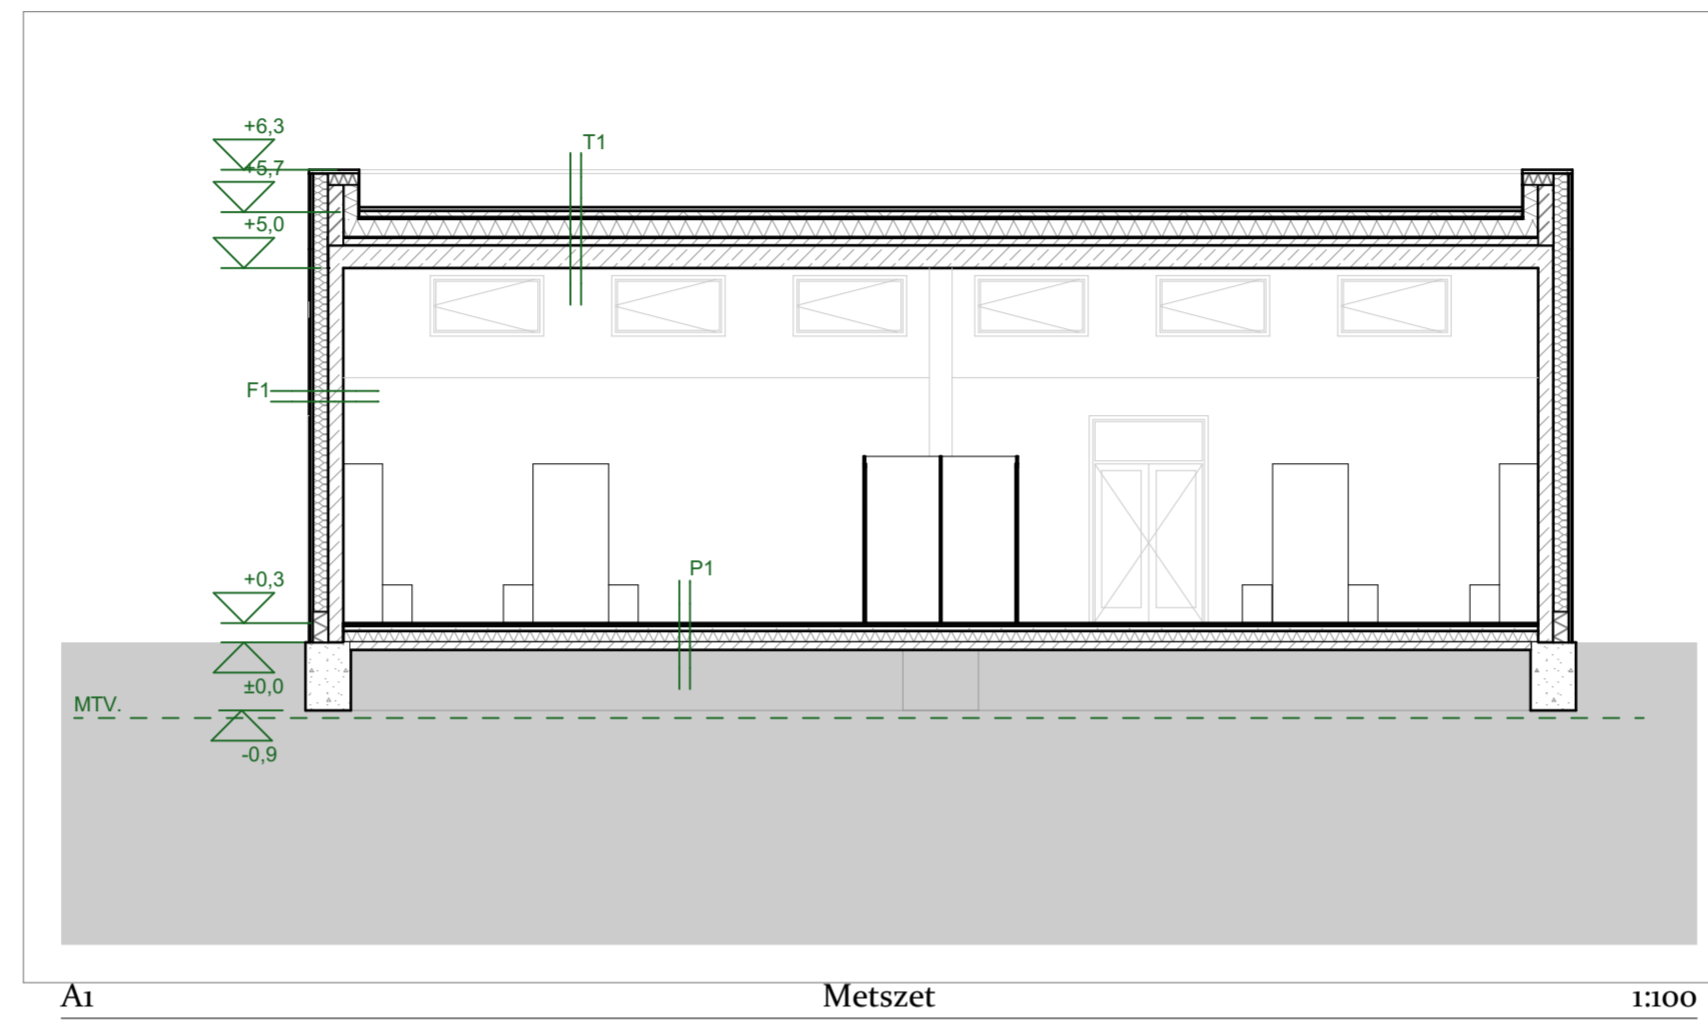 +6,3
T1
+5,7
+5,0
F1
P1
+0,3
±0,0
MTV.
-0,9
A1 Metszet 1:100